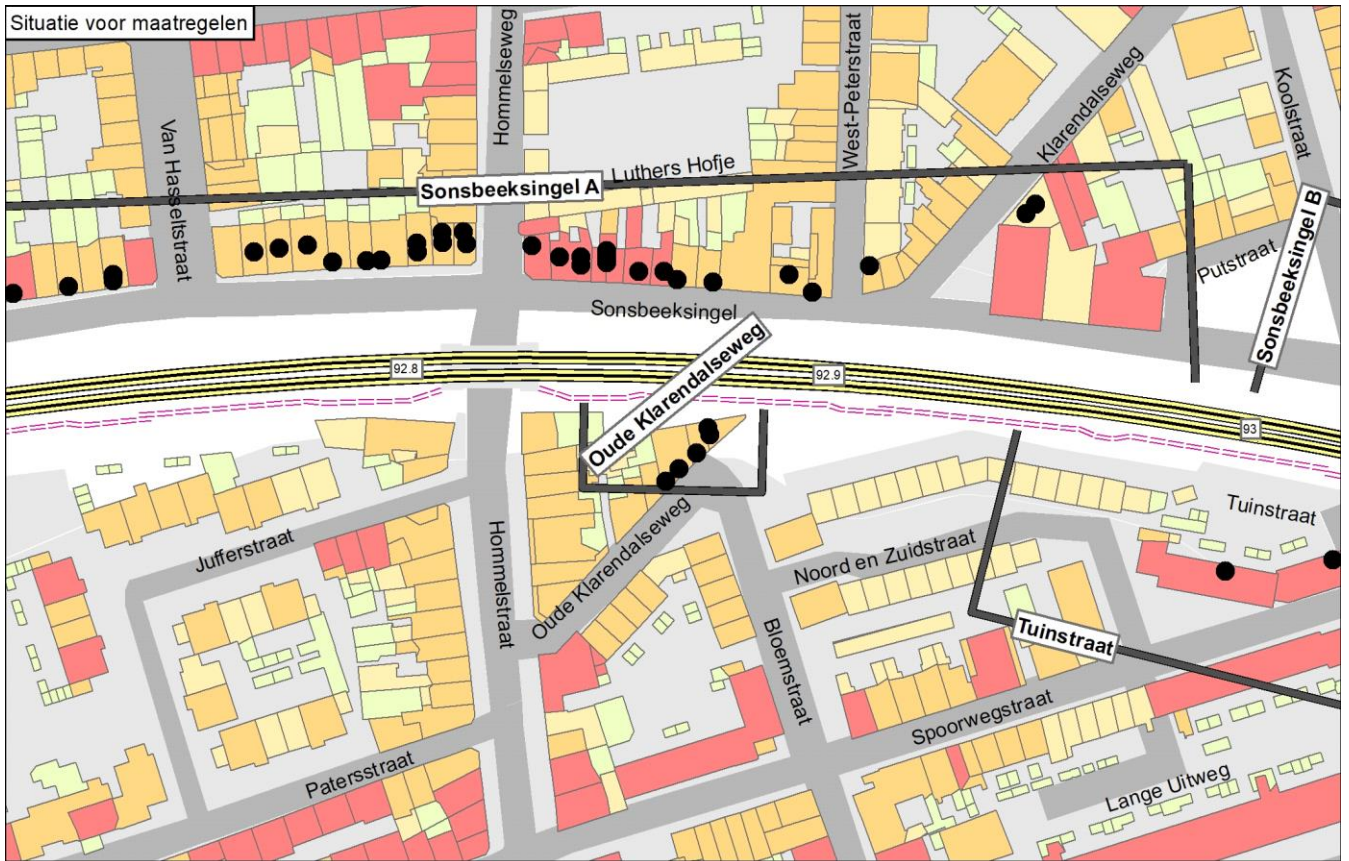 Situatie voor maatregelen
Van Hasseltstraat
Hommelseweg
West-Peterstraat
Klarendalseweg
Koolstraat
Luthers Hofje
Sonsbeeksingel A
Putstraat
Sonsbeeksingel B
Sonsbeeksingel
92.8
92.9
93
Oude Klarendalseweg
Jufferstraat
Hommelstraat
Oude Klarendalseweg
Bloemstraat
Noord en Zuidstraat
Tuinstraat
Tuinstraat
Spoorwegstraat
Patersstraat
Lange Uitweg